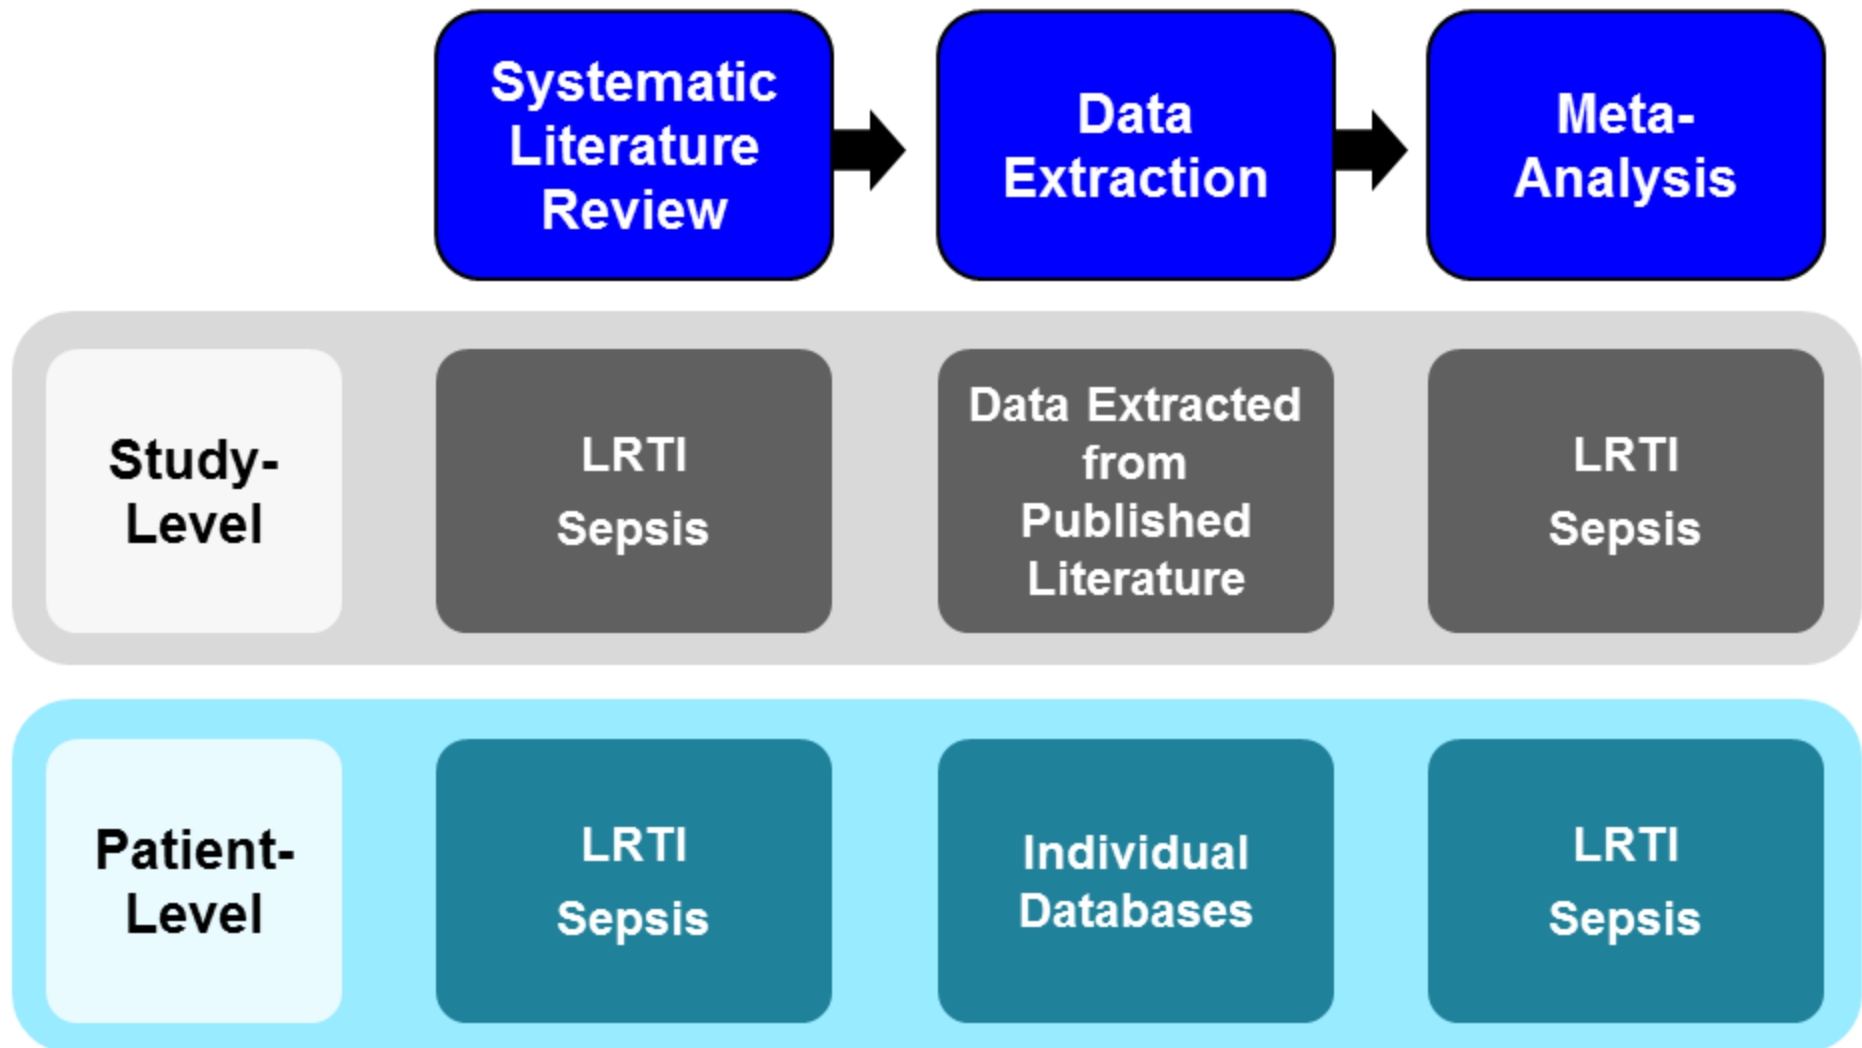 Systematic
Literature
Review
Data
Extraction
Meta-
Analysis
Study-
Level
LRTI
Sepsis
Data Extracted
from
Published
Literature
LRTI
Sepsis
Patient-
Level
LRTI
Sepsis
Individual
Databases
LRTI
Sepsis